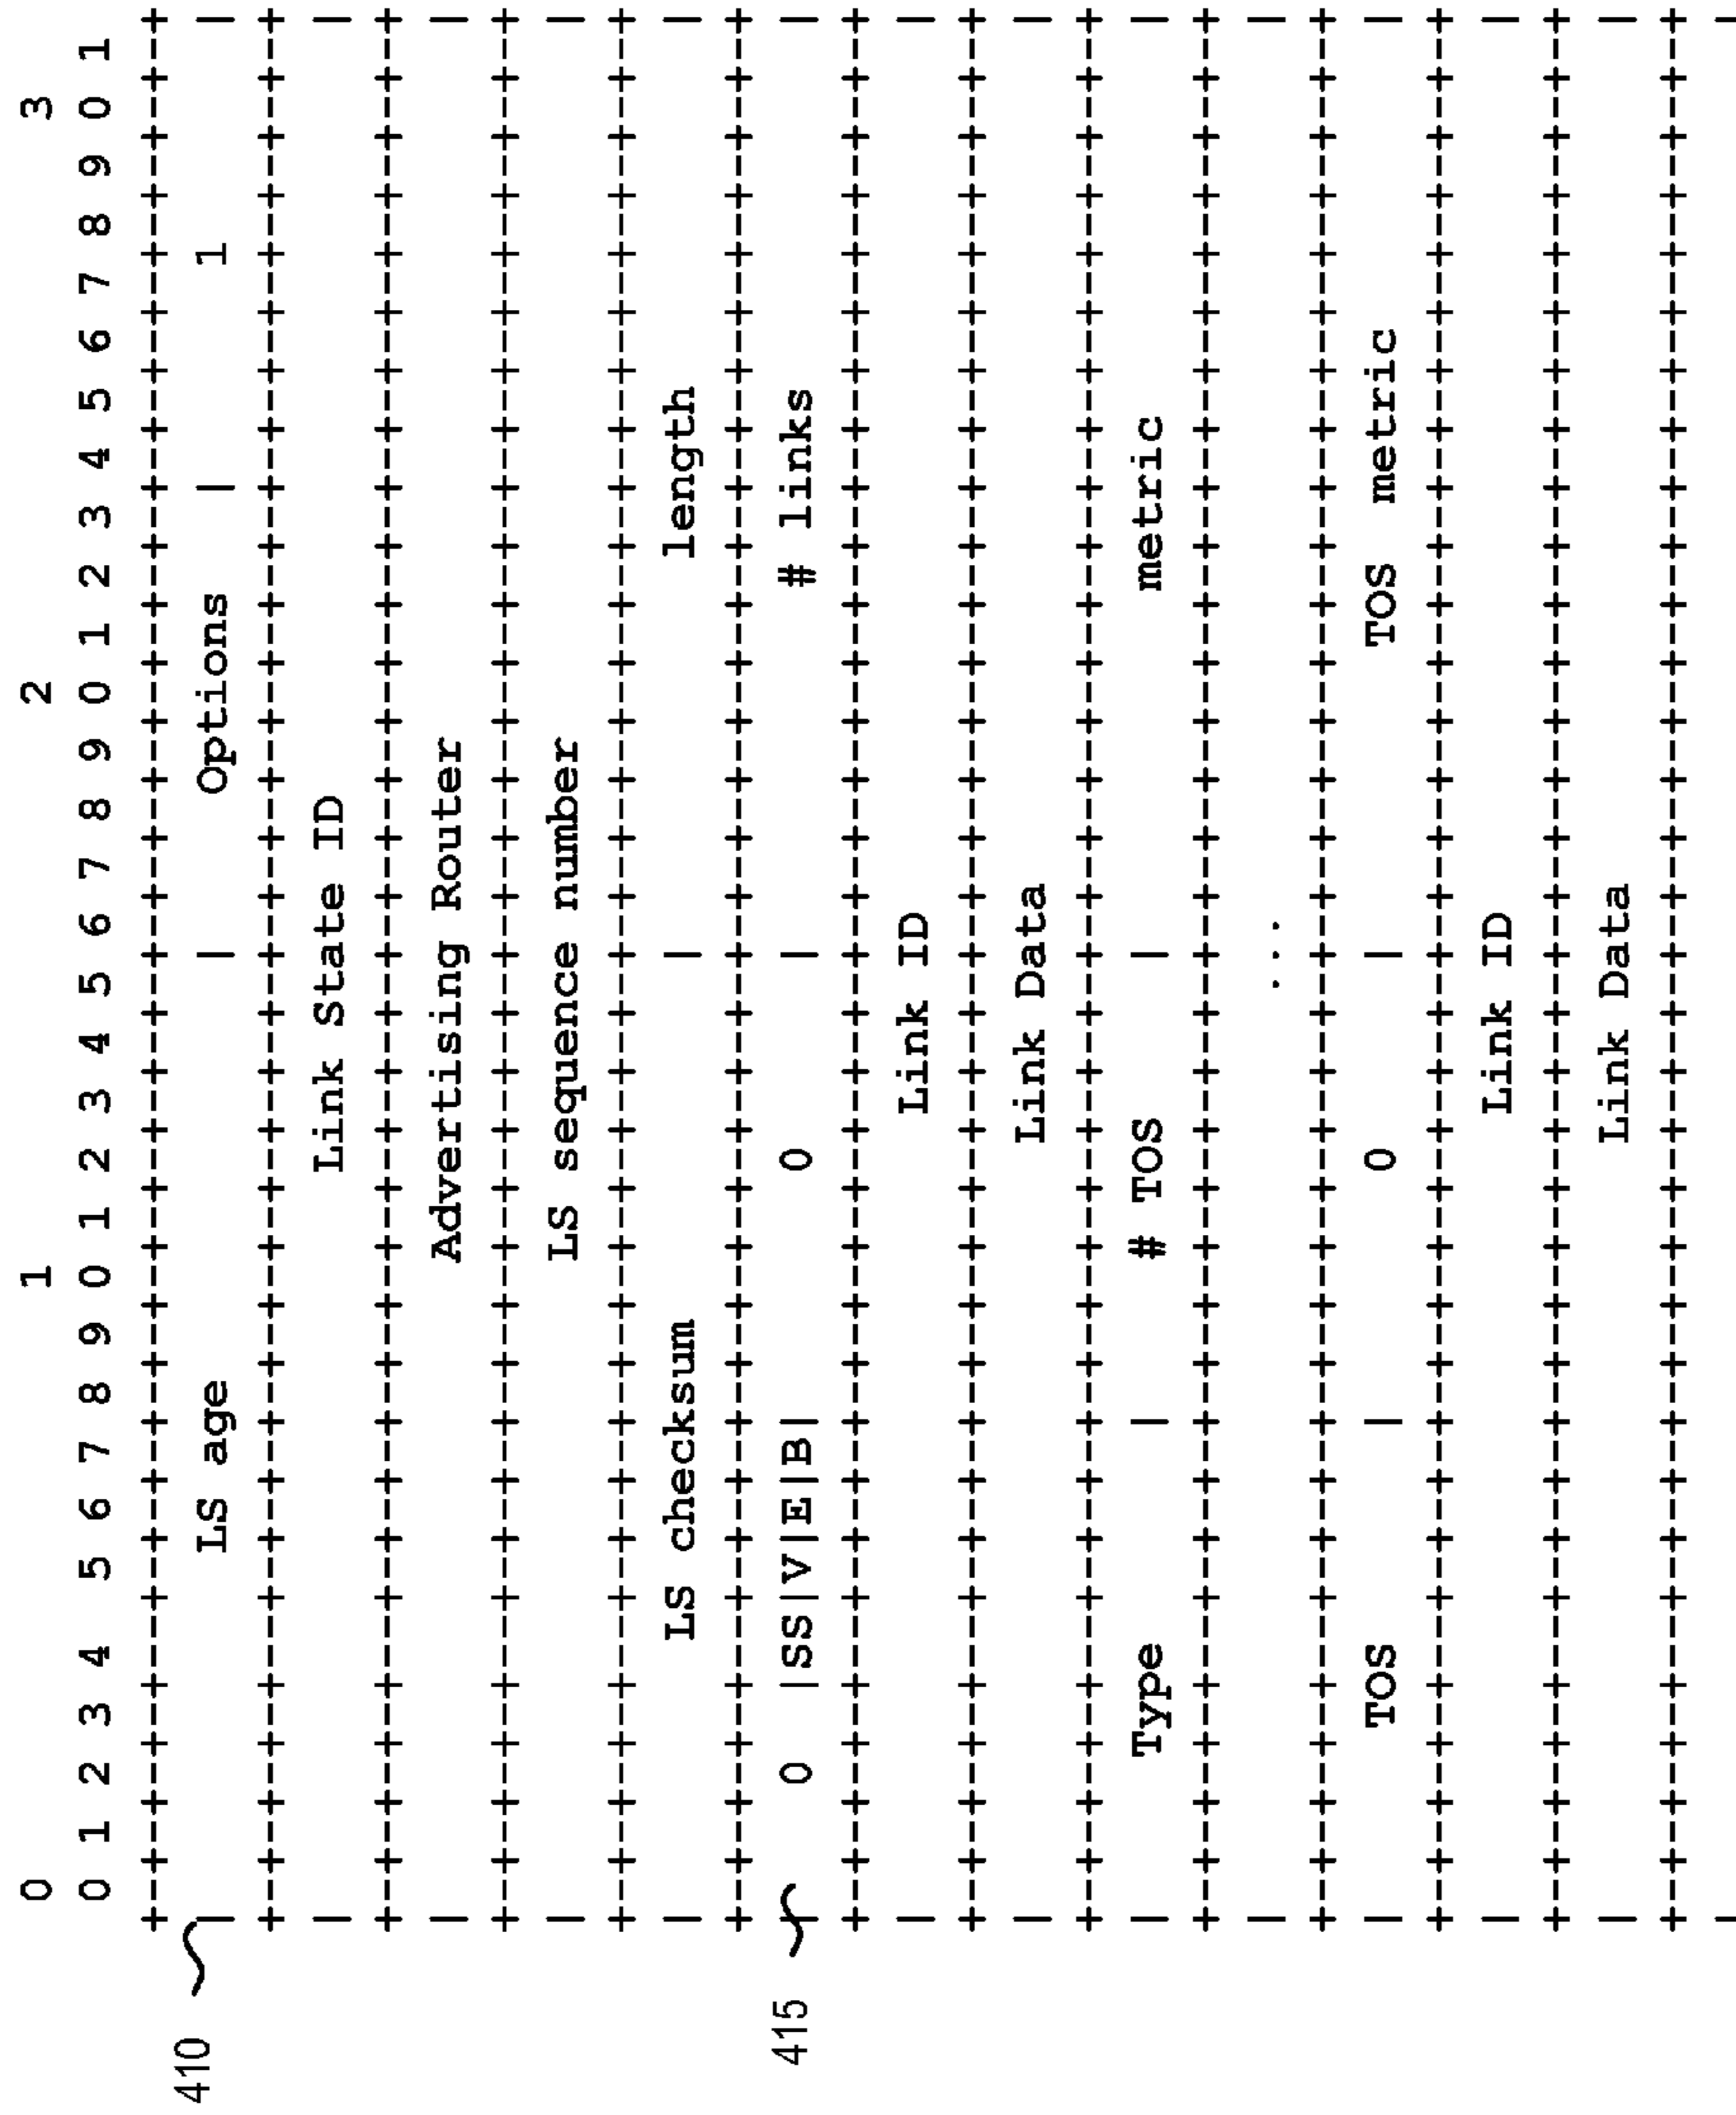 0                    1                   2                   3
 0 1 2 3 4  5 6 7 8 9 0 1 2 3 4 5 6 7 8 9 0 1 2 3 4 5 6 7 8 9 0 1
+-+-+-+-+--+-+-+-+-+-+-+-+-+-+-+-+-+-+-+-+-+-+-+-+-+-+-+-+-+-+-+-+
410 |            LS age              |     Options   |       1       |
+-+-+-+-+--+-+-+-+-+-+-+-+-+-+-+-+-+-+-+-+-+-+-+-+-+-+-+-+-+-+-+-+
|                         Link State ID                          |
+-+-+-+-+--+-+-+-+-+-+-+-+-+-+-+-+-+-+-+-+-+-+-+-+-+-+-+-+-+-+-+-+
|                      Advertising Router                        |
+-+-+-+-+--+-+-+-+-+-+-+-+-+-+-+-+-+-+-+-+-+-+-+-+-+-+-+-+-+-+-+-+
|                      LS sequence number                        |
+-+-+-+-+--+-+-+-+-+-+-+-+-+-+-+-+-+-+-+-+-+-+-+-+-+-+-+-+-+-+-+-+
|         LS checksum            |             length            |
+-+-+-+-+--+-+-+-+-+-+-+-+-+-+-+-+-+-+-+-+-+-+-+-+-+-+-+-+-+-+-+-+
415 |    0  |SS|V|E|B|        0      |            # links            |
+-+-+-+-+--+-+-+-+-+-+-+-+-+-+-+-+-+-+-+-+-+-+-+-+-+-+-+-+-+-+-+-+
|                           Link ID                              |
+-+-+-+-+--+-+-+-+-+-+-+-+-+-+-+-+-+-+-+-+-+-+-+-+-+-+-+-+-+-+-+-+
|                          Link Data                             |
+-+-+-+-+--+-+-+-+-+-+-+-+-+-+-+-+-+-+-+-+-+-+-+-+-+-+-+-+-+-+-+-+
|     Type       |     # TOS     |            metric             |
+-+-+-+-+--+-+-+-+-+-+-+-+-+-+-+-+-+-+-+-+-+-+-+-+-+-+-+-+-+-+-+-+
|                              ...                               |
+-+-+-+-+--+-+-+-+-+-+-+-+-+-+-+-+-+-+-+-+-+-+-+-+-+-+-+-+-+-+-+-+
|      TOS       |        0      |          TOS  metric          |
+-+-+-+-+--+-+-+-+-+-+-+-+-+-+-+-+-+-+-+-+-+-+-+-+-+-+-+-+-+-+-+-+
|                           Link ID                              |
+-+-+-+-+--+-+-+-+-+-+-+-+-+-+-+-+-+-+-+-+-+-+-+-+-+-+-+-+-+-+-+-+
|                          Link Data                             |
+-+-+-+-+--+-+-+-+-+-+-+-+-+-+-+-+-+-+-+-+-+-+-+-+-+-+-+-+-+-+-+-+
|                                                                |